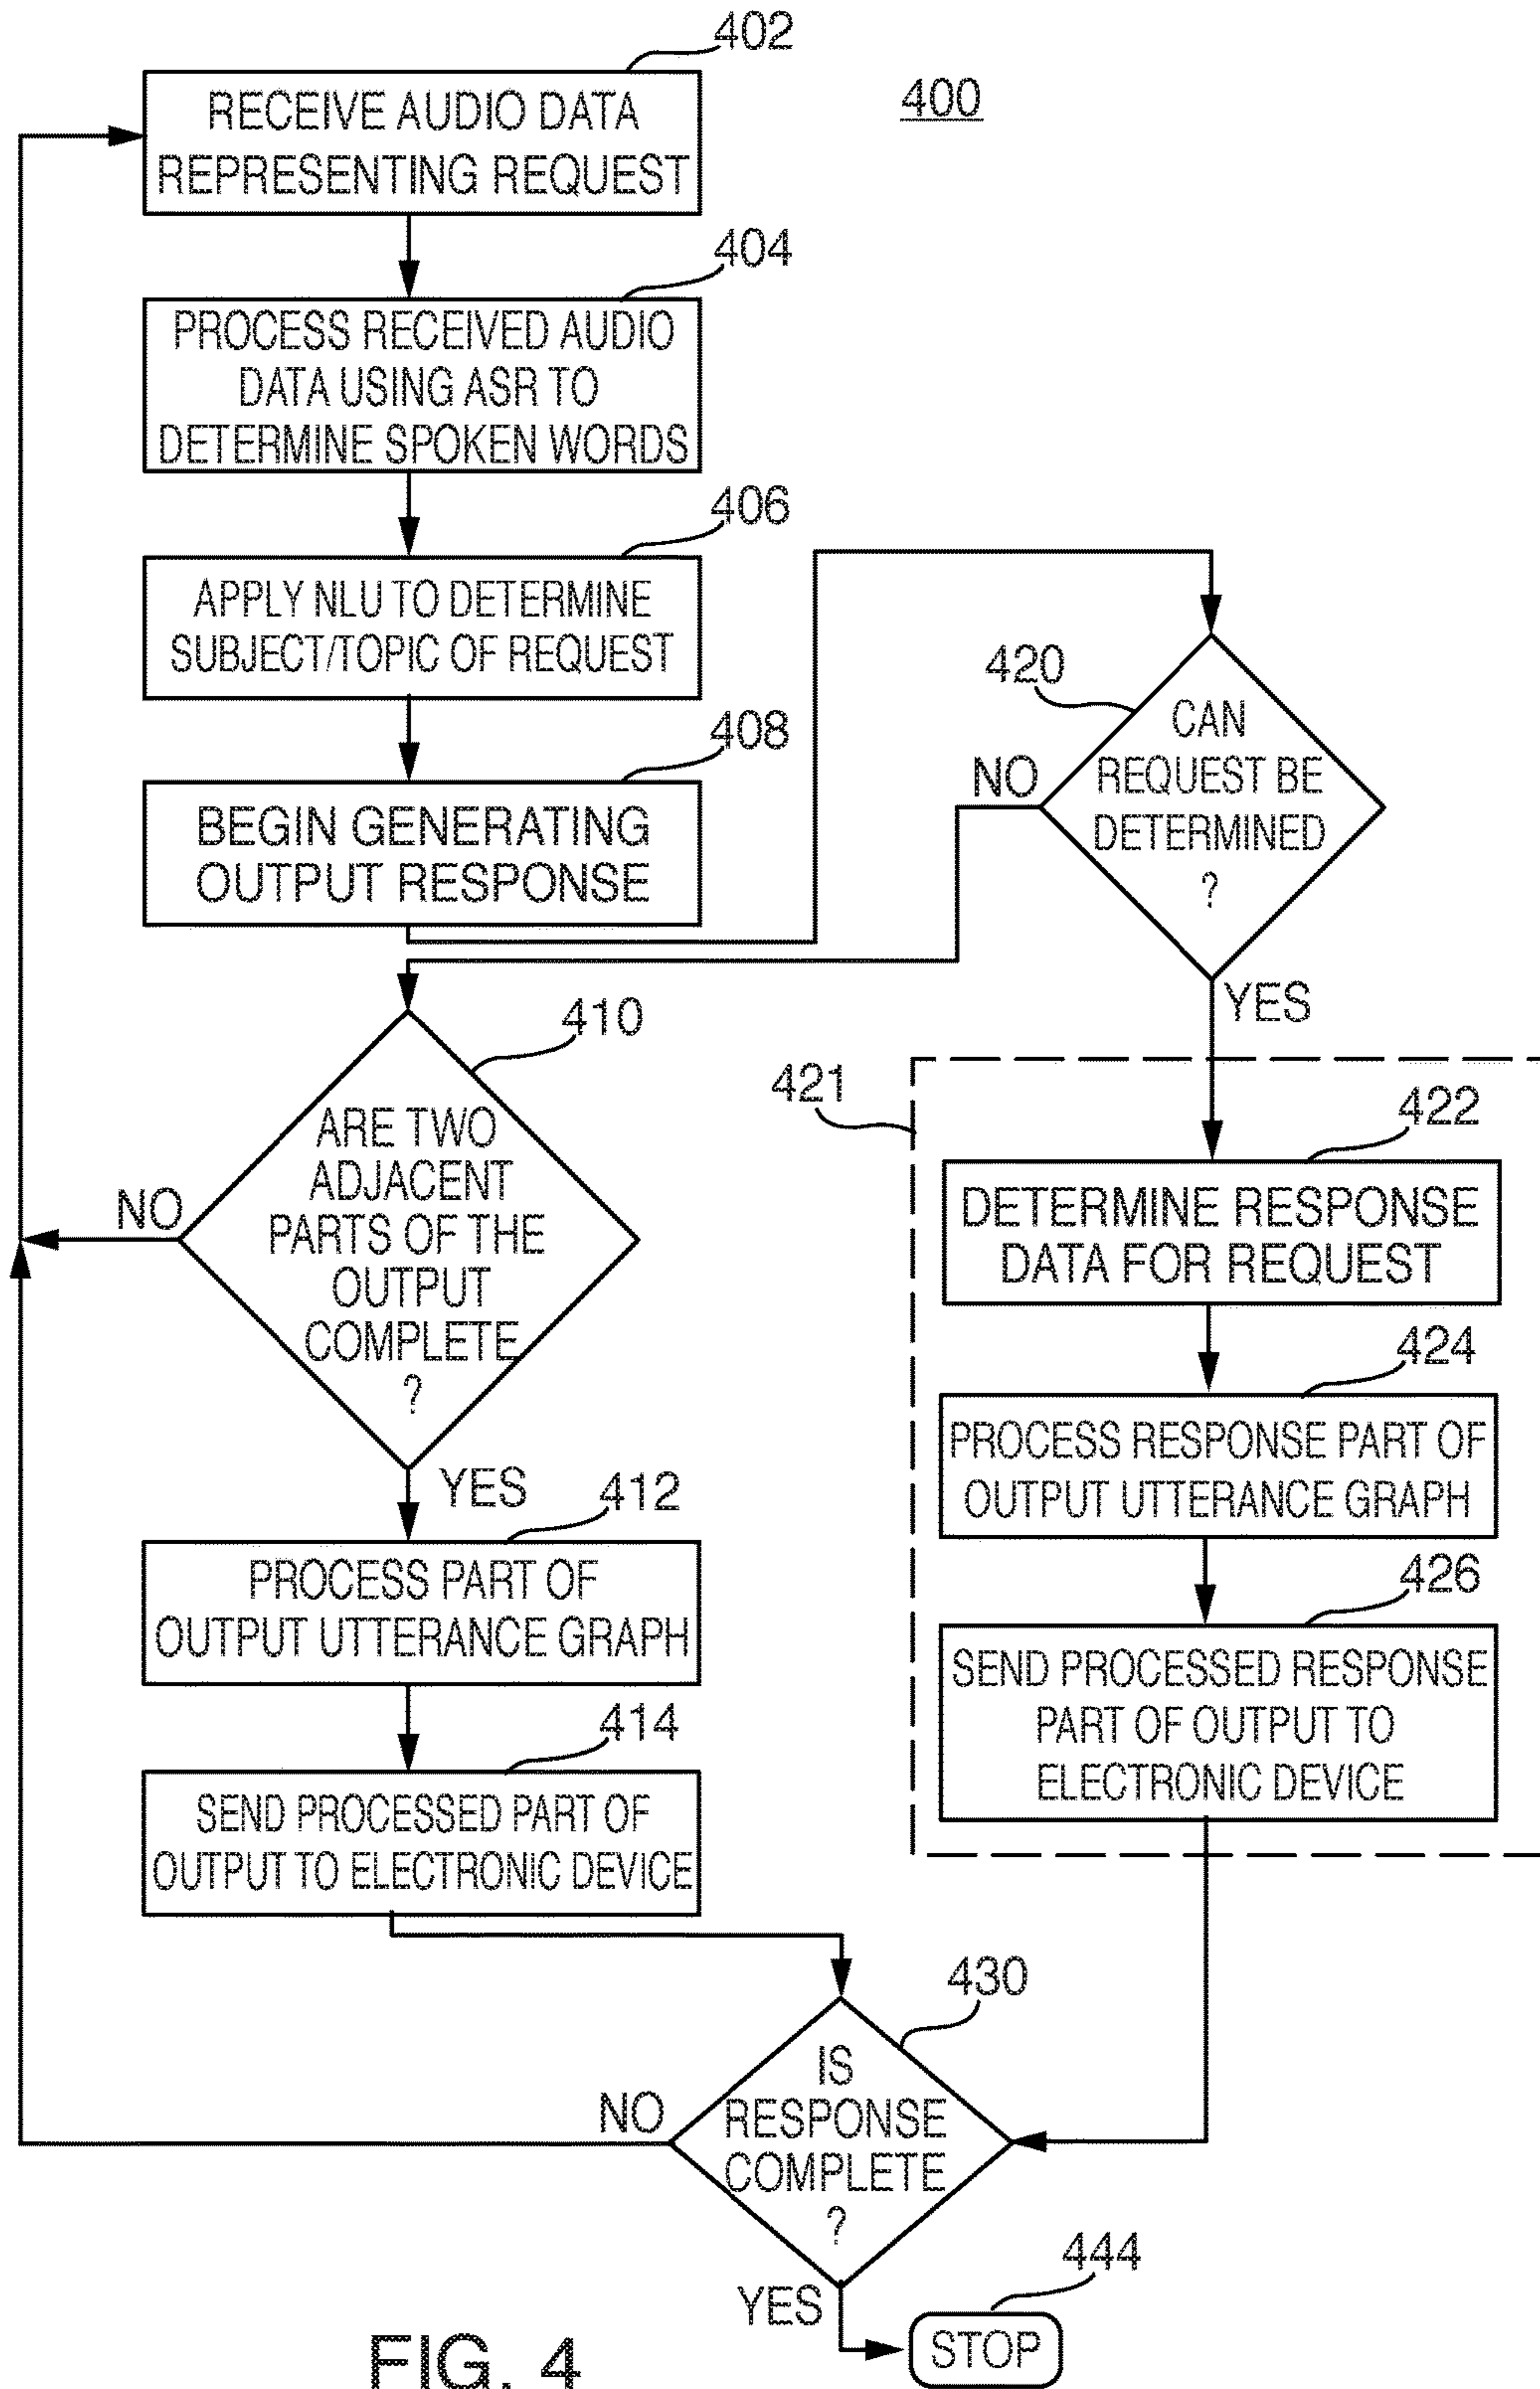 402
400
RECEIVE AUDIO DATA
REPRESENTING REQUEST
404
PROCESS RECEIVED AUDIO
DATA USING ASR TO
DETERMINE SPOKEN WORDS
406
APPLY NLU TO DETERMINE
SUBJECT/TOPIC OF REQUEST
408
BEGIN GENERATING
OUTPUT RESPONSE
420
CAN
REQUEST BE
DETERMINED
?
NO
YES
410
ARE TWO
ADJACENT
PARTS OF THE
OUTPUT
COMPLETE
?
NO
YES
412
PROCESS PART OF
OUTPUT UTTERANCE GRAPH
414
SEND PROCESSED PART OF
OUTPUT TO ELECTRONIC DEVICE
421
422
DETERMINE RESPONSE
DATA FOR REQUEST
424
PROCESS RESPONSE PART OF
OUTPUT UTTERANCE GRAPH
426
SEND PROCESSED RESPONSE
PART OF OUTPUT TO
ELECTRONIC DEVICE
430
IS
RESPONSE
COMPLETE
?
NO
YES
444
STOP
FIG. 4